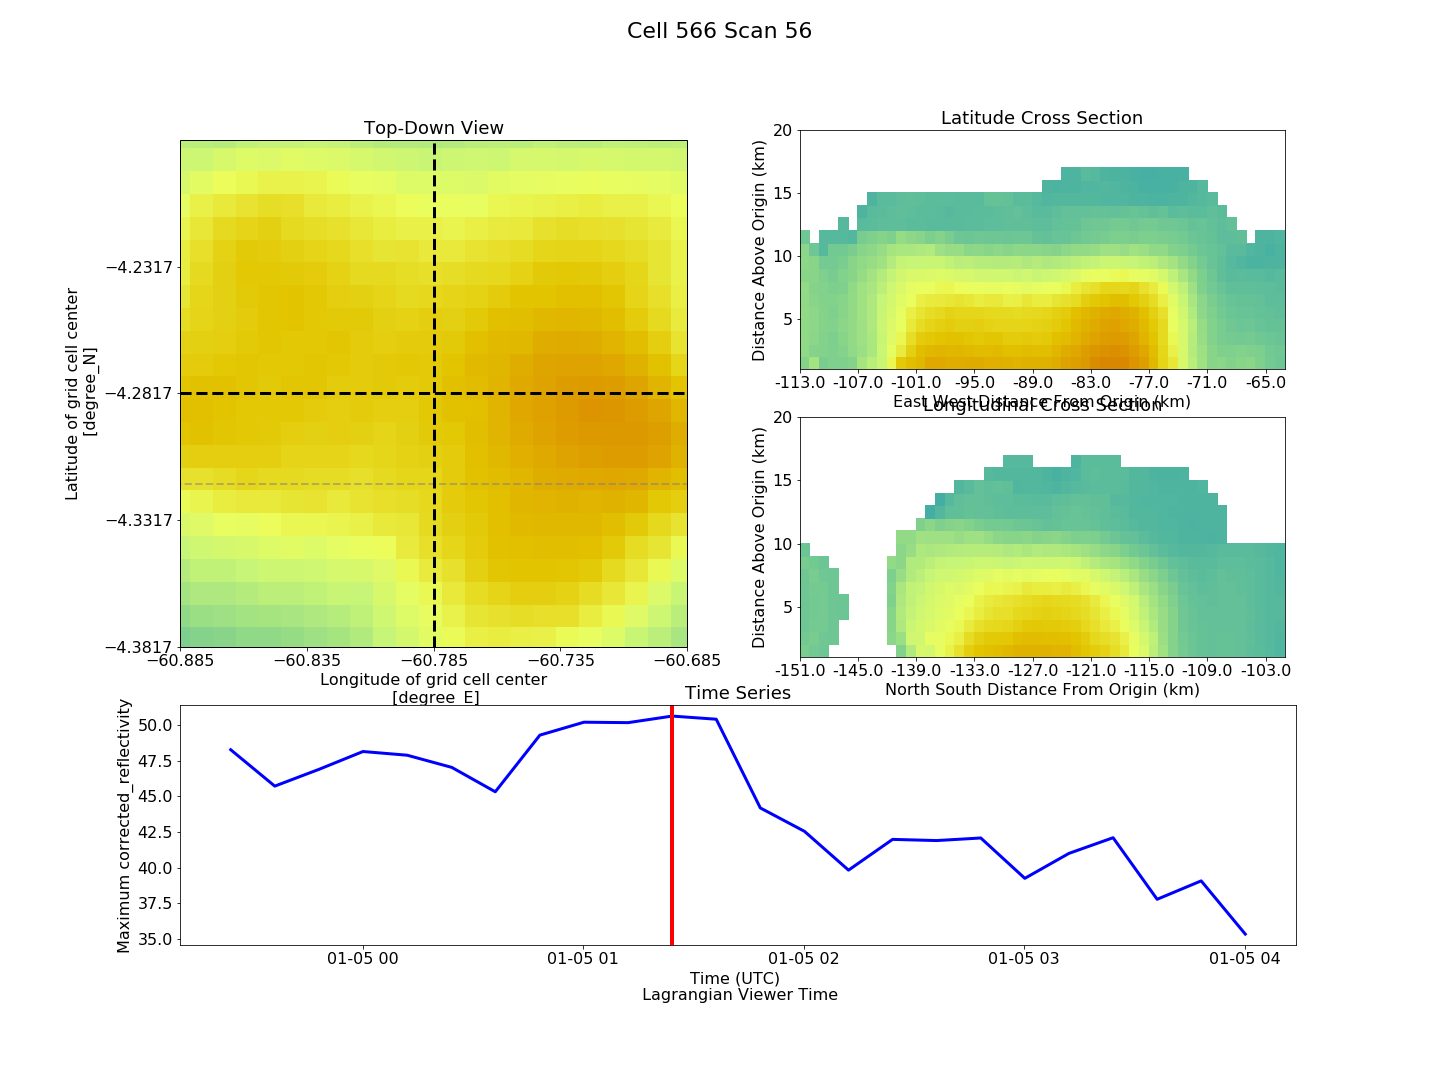 Cell 566 Scan 56
Top-Down View
−4.2317
−4.2817
−4.3317
−4.3817
Latitude of grid cell center
[degree_N]
−60.885 −60.835 −60.785 −60.735 −60.685
Longitude of grid cell center
[degree_E]
Latitude Cross Section
20
15
10
5
Distance Above Origin (km)
-113.0 -107.0 -101.0 -95.0 -89.0 -83.0 -77.0 -71.0 -65.0
East West Distance From Origin (km)
Longitudinal Cross Section
20
15
10
5
Distance Above Origin (km)
-151.0 -145.0 -139.0 -133.0 -127.0 -121.0 -115.0 -109.0 -103.0
North South Distance From Origin (km)
Time Series
50.0
47.5
45.0
42.5
40.0
37.5
35.0
Maximum corrected_reflectivity
01-05 00 01-05 01 01-05 02 01-05 03 01-05 04
Time (UTC)
Lagrangian Viewer Time